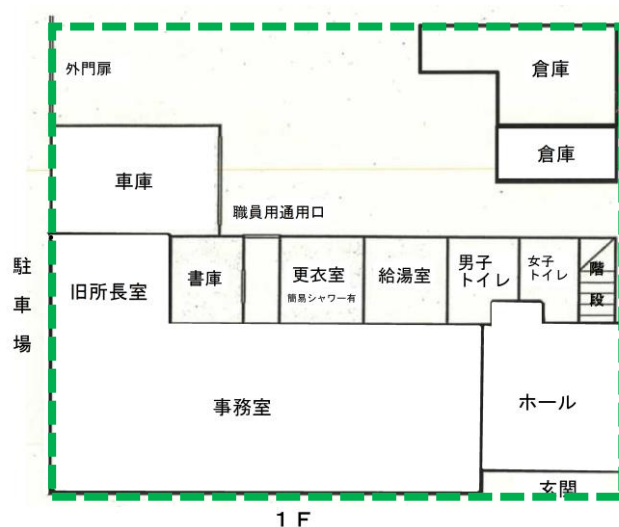 外門扉
倉庫
倉庫
車庫
職員用通用口
駐車場
旧所長室
書庫
更衣室
簡易シャワー有
給湯室
男子
トイレ
女子
トイレ
階
段
事務室
ホール
玄関
1F